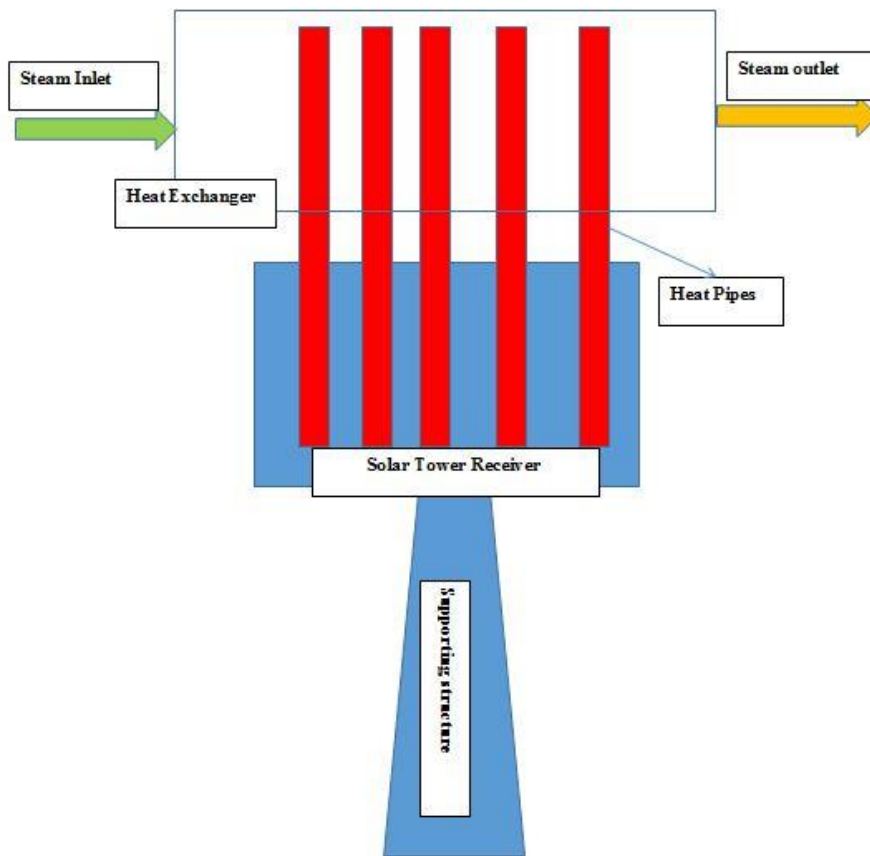 Steam Inlet
Steam outlet
Heat Exchanger
Heat Pipes
Solar Tower Receiver
Supporting structure